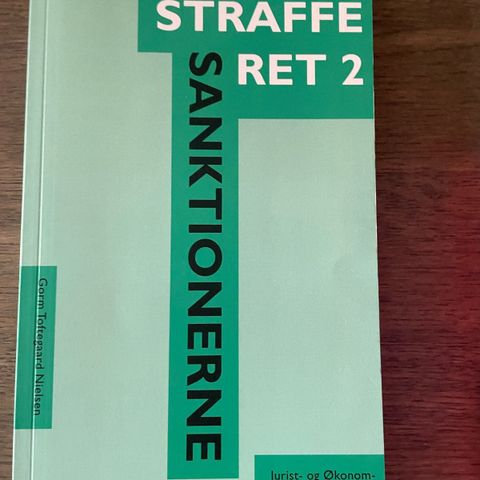 STRAFFE
RET 2
SANKTIONERNE
Gorm Toftegaard Nielsen
Jurist- og Økonom-